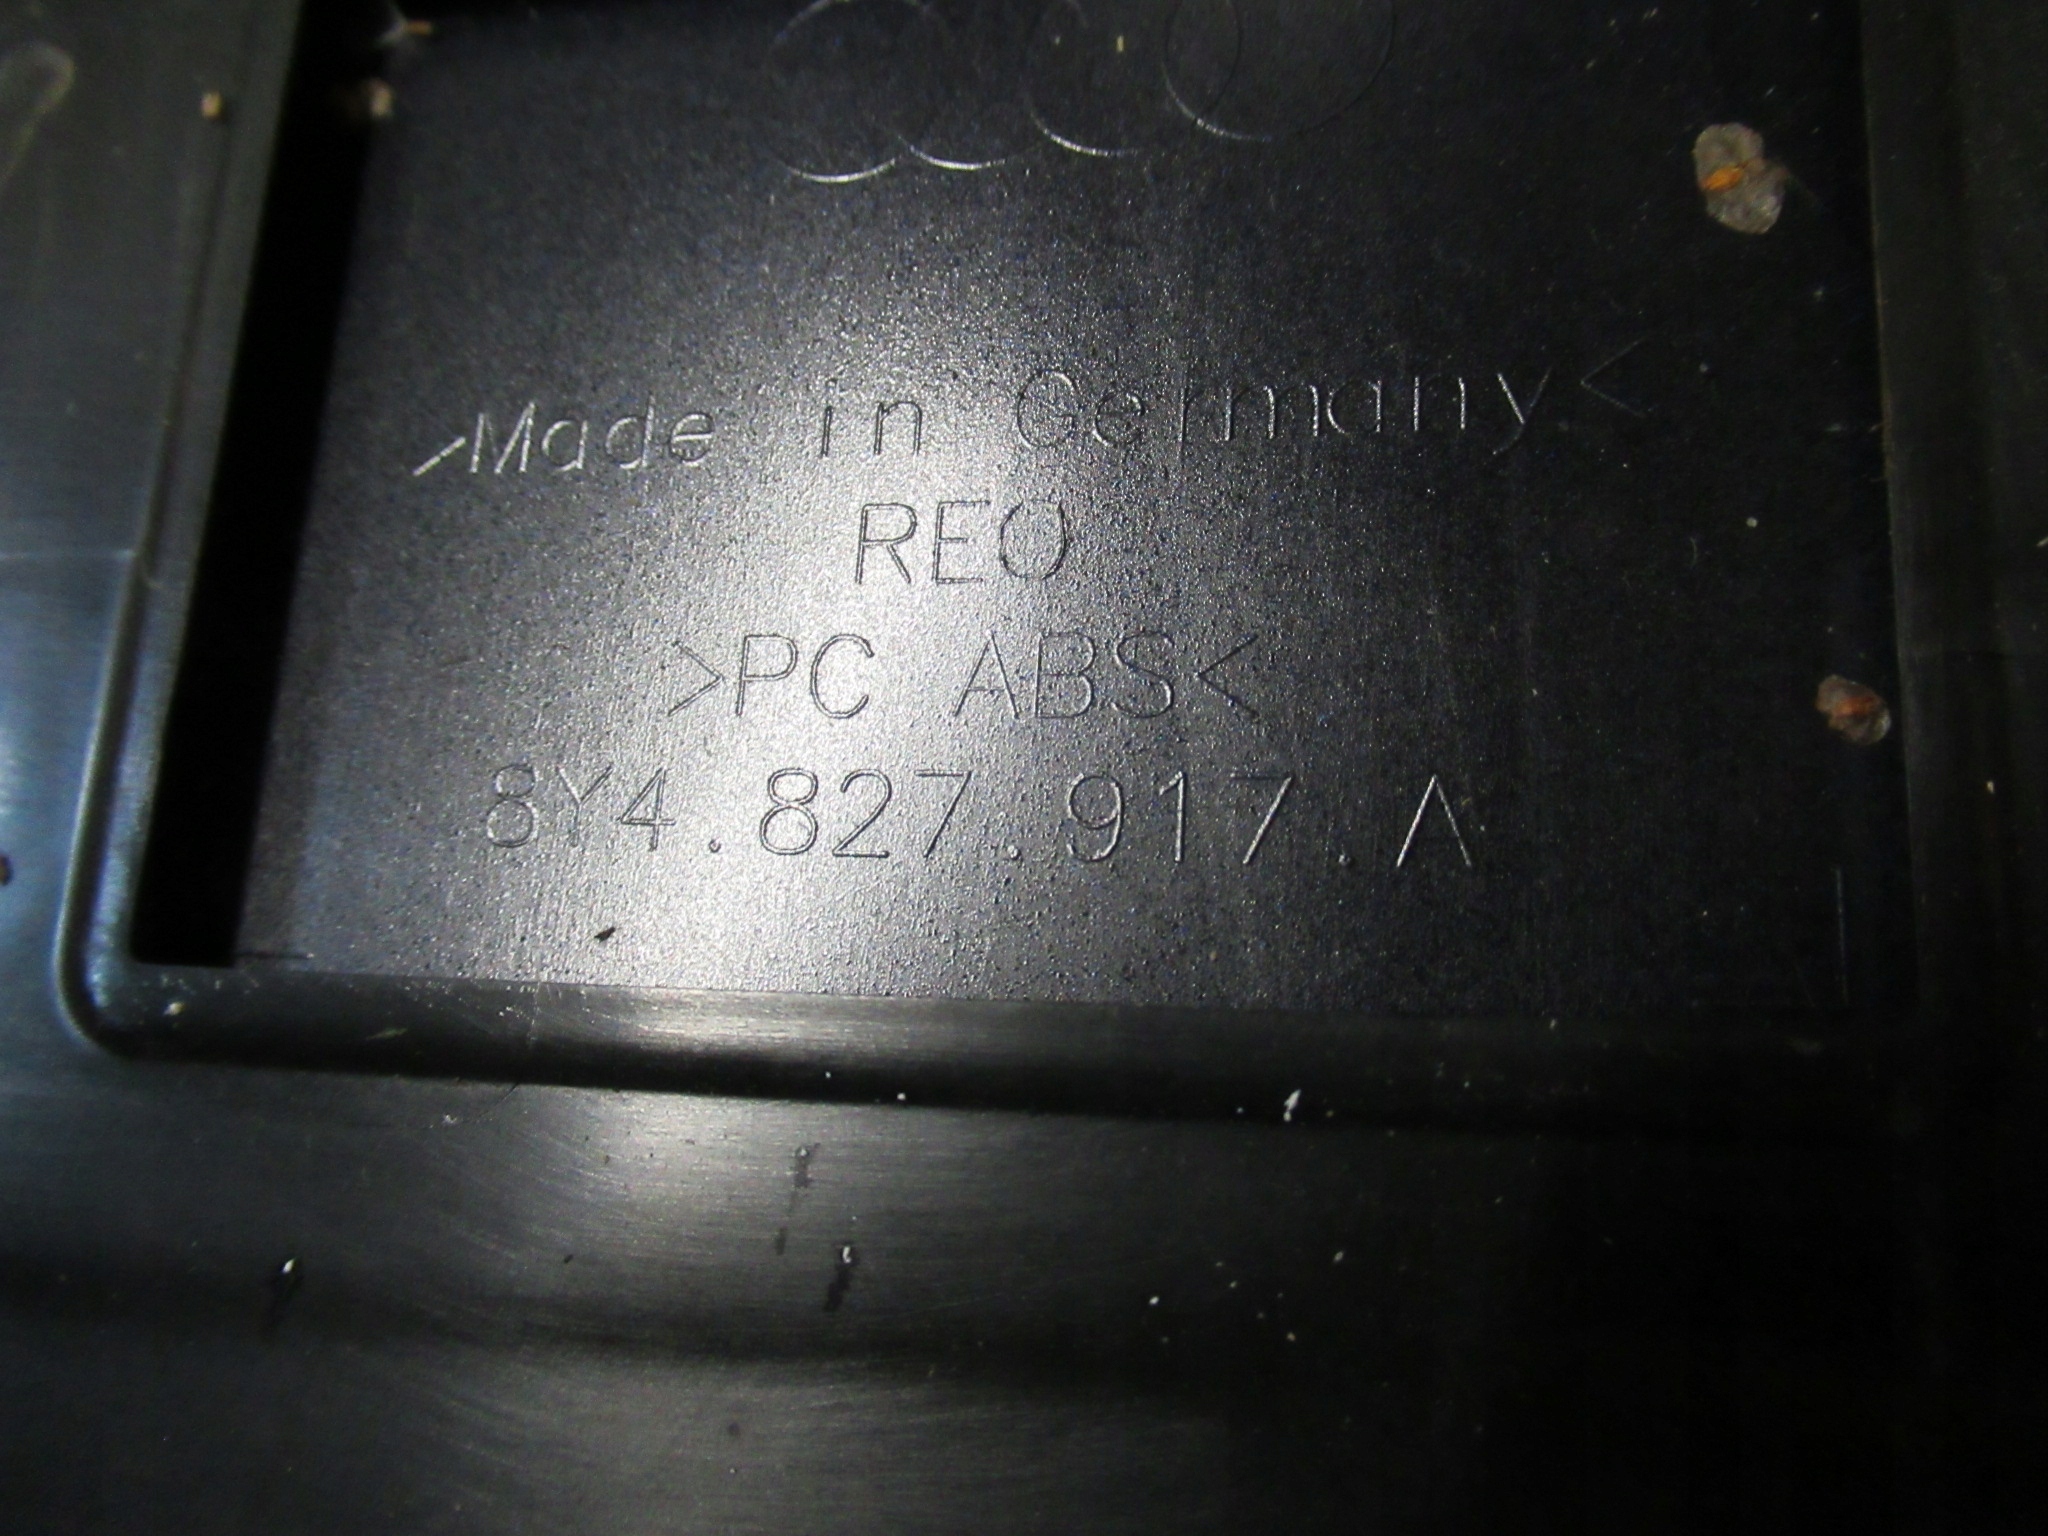 >Made in Germany<
REO
>PC ABS<
8Y4.827.917.A